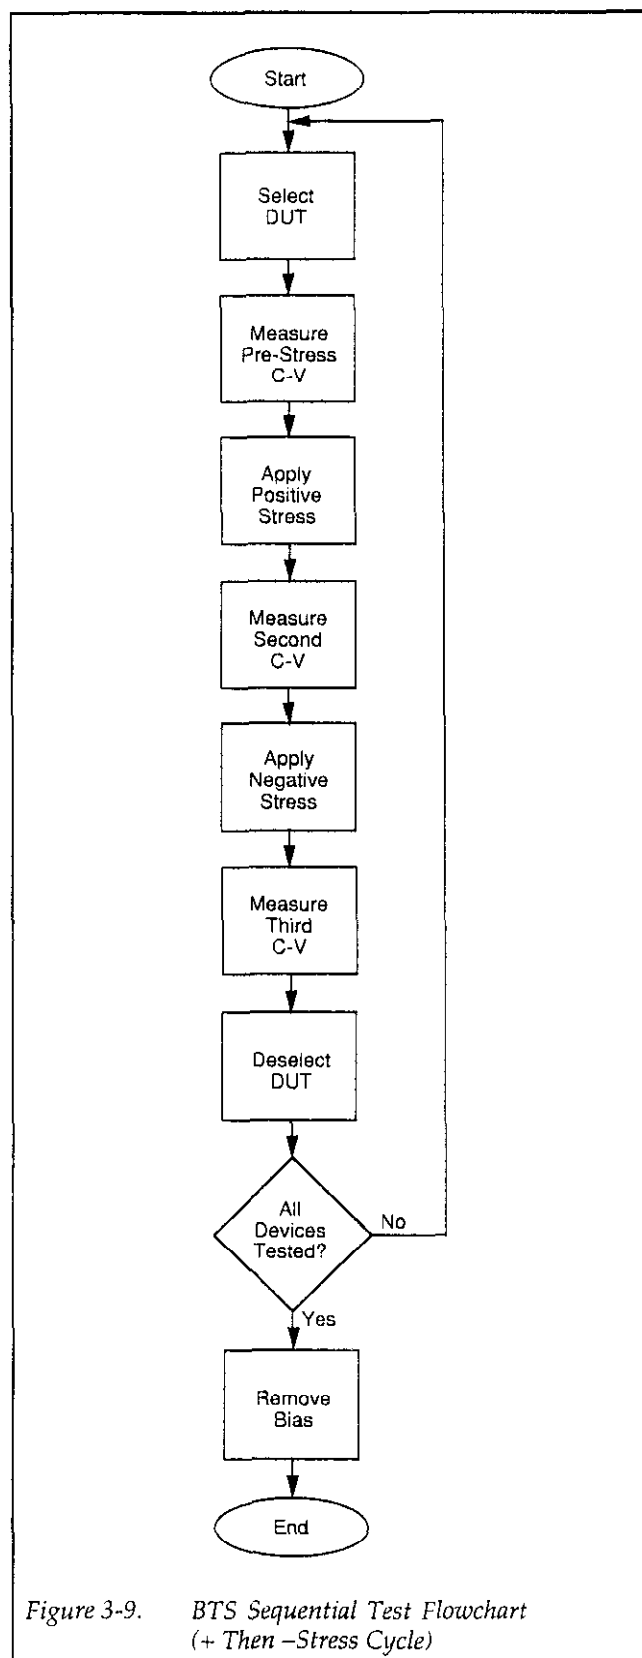 Start
Select
DUT
Measure
Pre-Stress
C-V
Apply
Positive
Stress
Measure
Second
C-V
Apply
Negative
Stress
Measure
Third
C-V
Deselect
DUT
All
Devices
Tested?
No
Yes
Remove
Bias
End
Figure 3-9. BTS Sequential Test Flowchart
(+ Then –Stress Cycle)